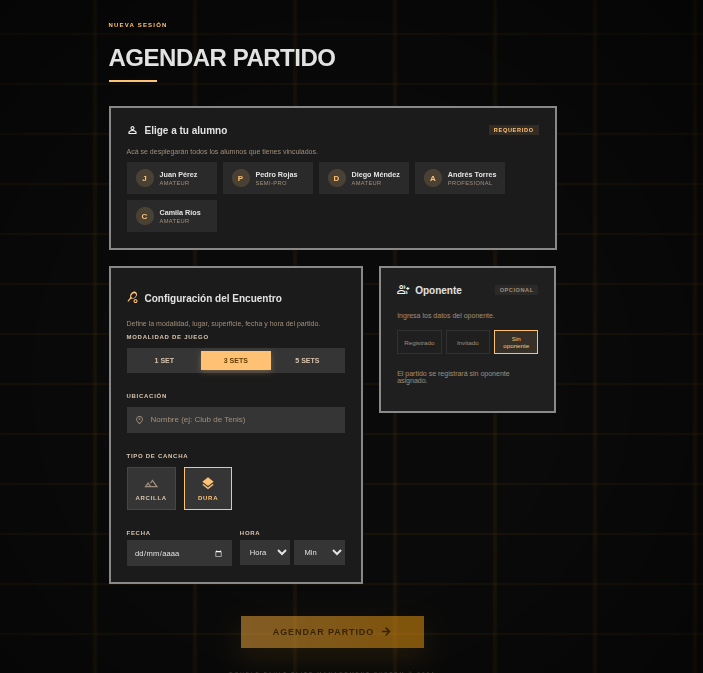 NUEVA SESIÓN
AGENDAR PARTIDO
Elige a tu alumno
REQUERIDO
Acá se desplegarán todos los alumnos que tienes vinculados.
J
Juan Pérez
AMATEUR
P
Pedro Rojas
SEMI-PRO
D
Diego Méndez
AMATEUR
A
Andrés Torres
PROFESIONAL
C
Camila Ríos
AMATEUR
Configuración del Encuentro
Define la modalidad, lugar, superficie, fecha y hora del partido.
MODALIDAD DE JUEGO
1 SET
3 SETS
5 SETS
UBICACIÓN
Nombre (ej: Club de Tenis)
TIPO DE CANCHA
ARCILLA
DURA
FECHA
HORA
dd/mm/aaaa
Hora
Min
Oponente
OPCIONAL
Ingresa los datos del oponente.
Registrado
Invitado
Sin
oponente
El partido se registrará sin oponente
asignado.
AGENDAR PARTIDO